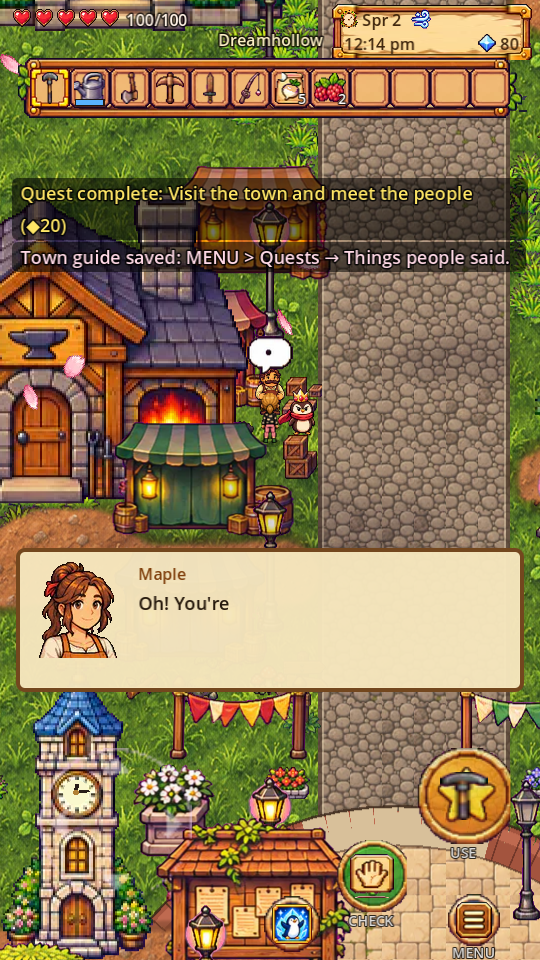 100/100
Spr 2
Dreamhollow
12:14 pm
80
5
2
Quest complete: Visit the town and meet the people
(◆20)
Town guide saved: MENU > Quests → Things people said.
Maple
Oh! You're
USE
CHECK
MENU